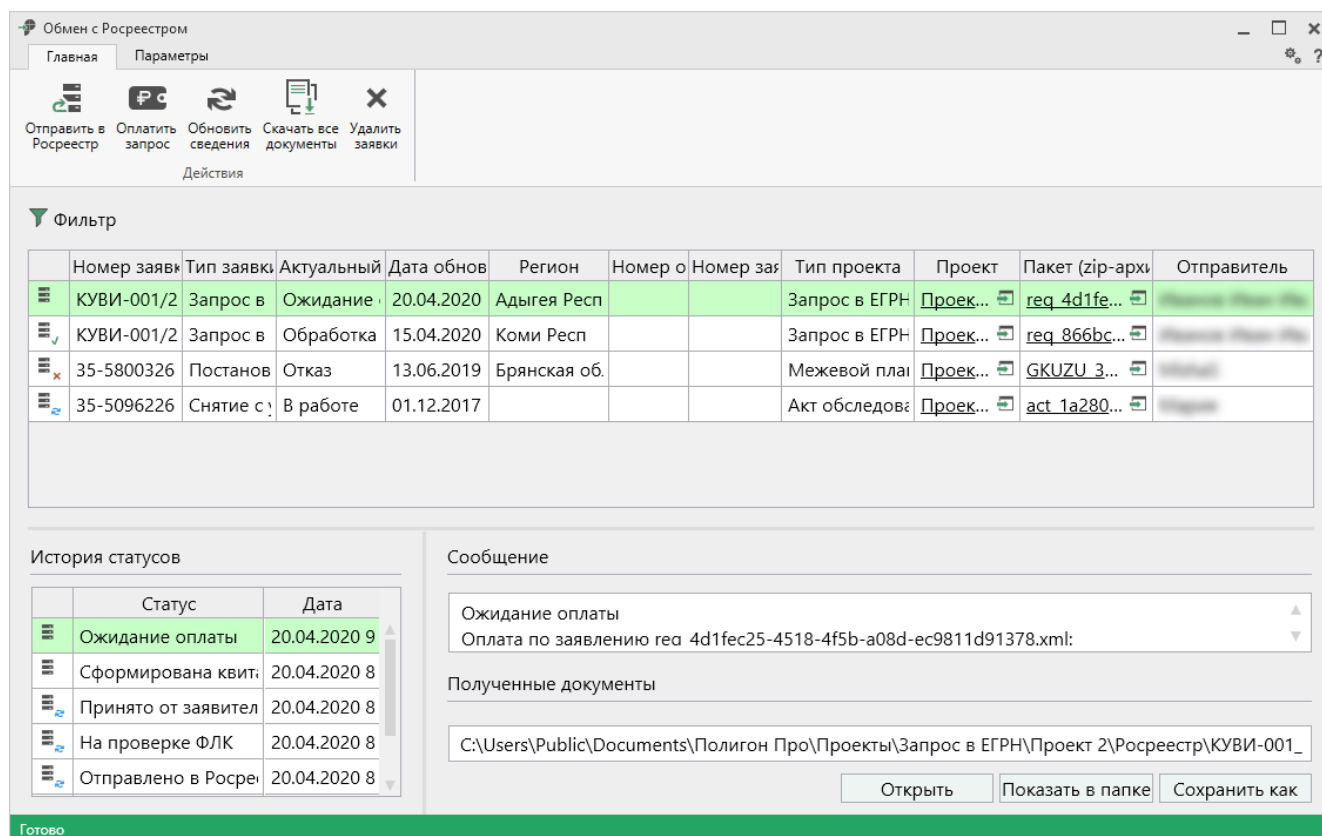 Обмен с Росреестром
Главная Параметры
?
Отправить в Росреестр Оплатить запрос Обновить сведения Скачать все документы Удалить заявки
Действия
Фильтр
Номер заявк Тип заявки Актуальный Дата обнов Регион Номер о Номер зая Тип проекта Проект Пакет (zip-архи Отправитель
КУВИ-001/2 Запрос в Ожидание 20.04.2020 Адыгея Респ Запрос в ЕГРН Проек... req_4d1fe...
КУВИ-001/2 Запрос в Обработка 15.04.2020 Коми Респ Запрос в ЕГРН Проек... req_866bc...
35-5800326 Постанов Отказ 13.06.2019 Брянская об. Межевой план Проек... GKUZU_3...
35-5096226 Снятие с у В работе 01.12.2017 Акт обследова Проек... act_1a280...
История статусов
Статус Дата
Ожидание оплаты 20.04.2020 9
Сформирована квита 20.04.2020 8
Принято от заявител 20.04.2020 8
На проверке ФЛК 20.04.2020 8
Отправлено в Росрее 20.04.2020 8
Сообщение
Ожидание оплаты
Оплата по заявлению req_4d1fec25-4518-4f5b-a08d-ec9811d91378.xml:
Полученные документы
C:\Users\Public\Documents\Полигон Про\Проекты\Запрос в ЕГРН\Проект 2\Росреестр\КУВИ-001_
Открыть Показать в папке Сохранить как
Готово